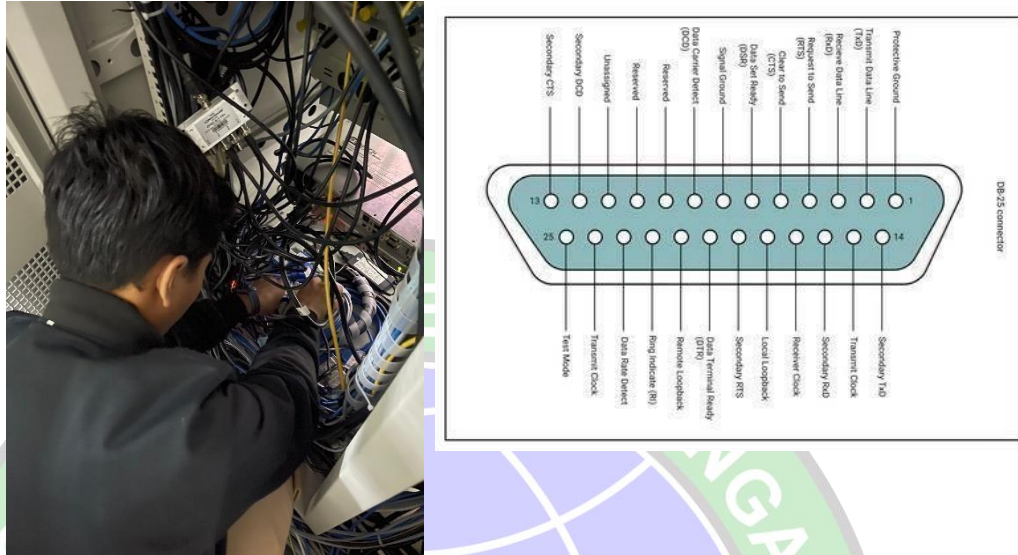 DB-25 connector
Protective Ground
1
14
Secondary TxD
Transmit Data Line
(TxD)
Transmit Clock
Recieve Data Line
(RxD)
Secondary RxD
Request to Send
(RTS)
Receiver Clock
Clear to Send
(CTS)
Local Loopback
Data Set Ready
(DSR)
Secondary RTS
Signal Ground
Data Terminal Ready
(DTR)
Data Carrier Detect
(DCD)
Remote Loopback
Reserved
Ring Indicate (RI)
Reserved
Data Rate Detect
Unassigned
Transmit Clock
Secondary DCD
25
Test Mode
Secondary CTS
13
NGA